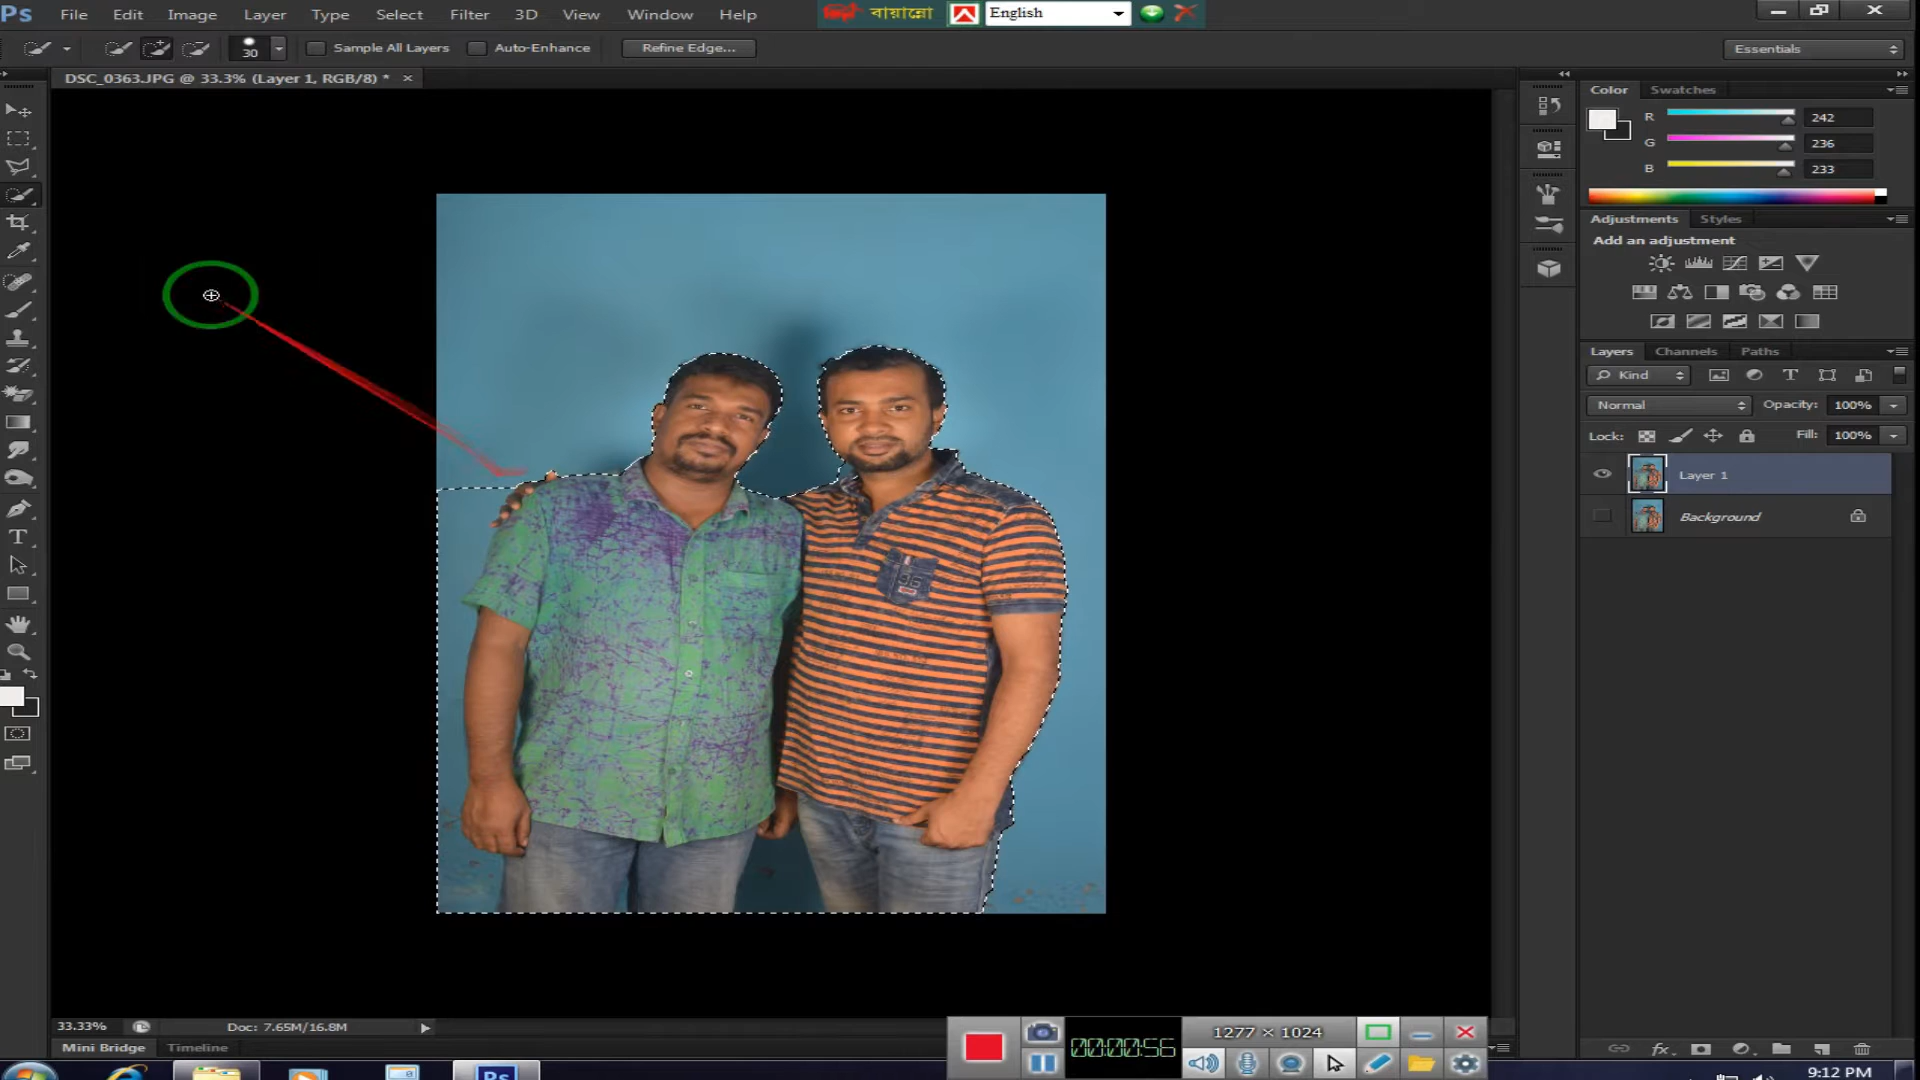 Ps File Edit Image Layer Type Select Filter 3D View Window Help
বায়ান্নো English
30 Sample All Layers Auto-Enhance Refine Edge... Essentials
DSC_0363.JPG @ 33.3% (Layer 1, RGB/8) * ×
Color Swatches
R 242
G 236
B 233
Adjustments Styles
Add an adjustment
Layers Channels Paths
Kind
Normal Opacity: 100%
Lock: Fill: 100%
Layer 1
Background
T
96
33.33% Doc: 7.65M/16.8M
Mini Bridge Timeline
00:00:56 1277 × 1024
Ps
9:12 PM